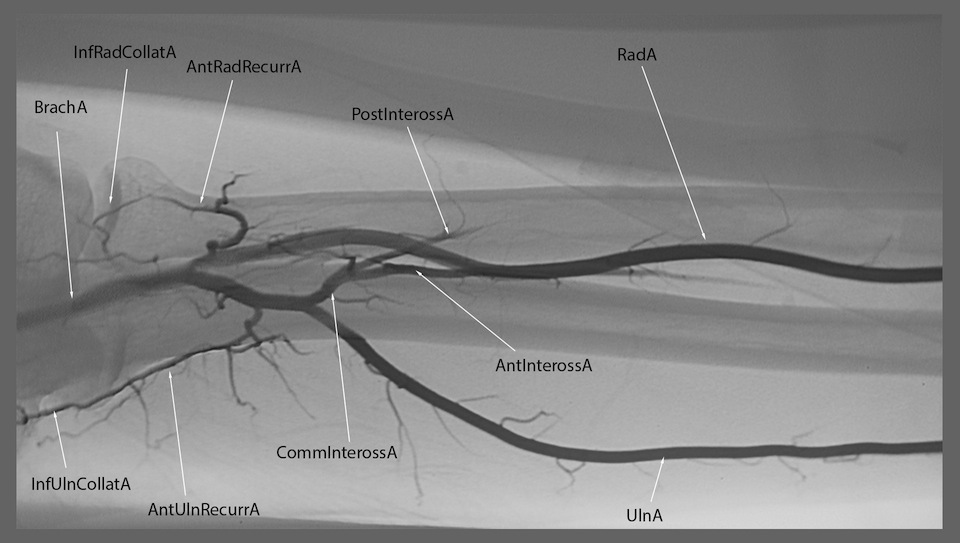 InfRadCollatA
AntRadRecurrA
RadA
BrachA
PostInterossA
AntInterossA
CommInterossA
InfUlnCollatA
AntUlnRecurrA
UlnA